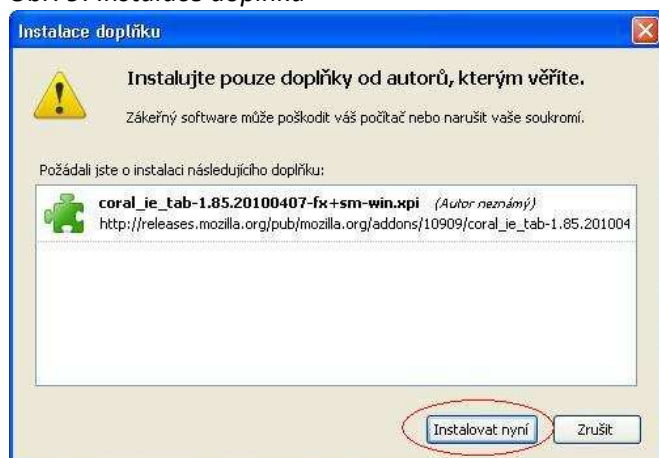 Instalace doplňku
Instalujte pouze doplňky od autorů, kterým věříte.
Zákeřný software může poškodit váš počítač nebo narušit vaše soukromí.
Požádali jste o instalaci následujícího doplňku:
coral_ie_tab-1.85.20100407-fx+sm-win.xpi (Autor neznámý)
http://releases.mozilla.org/pub/mozilla.org/addons/10909/coral_ie_tab-1.85.201004
Instalovat nyní
Zrušit